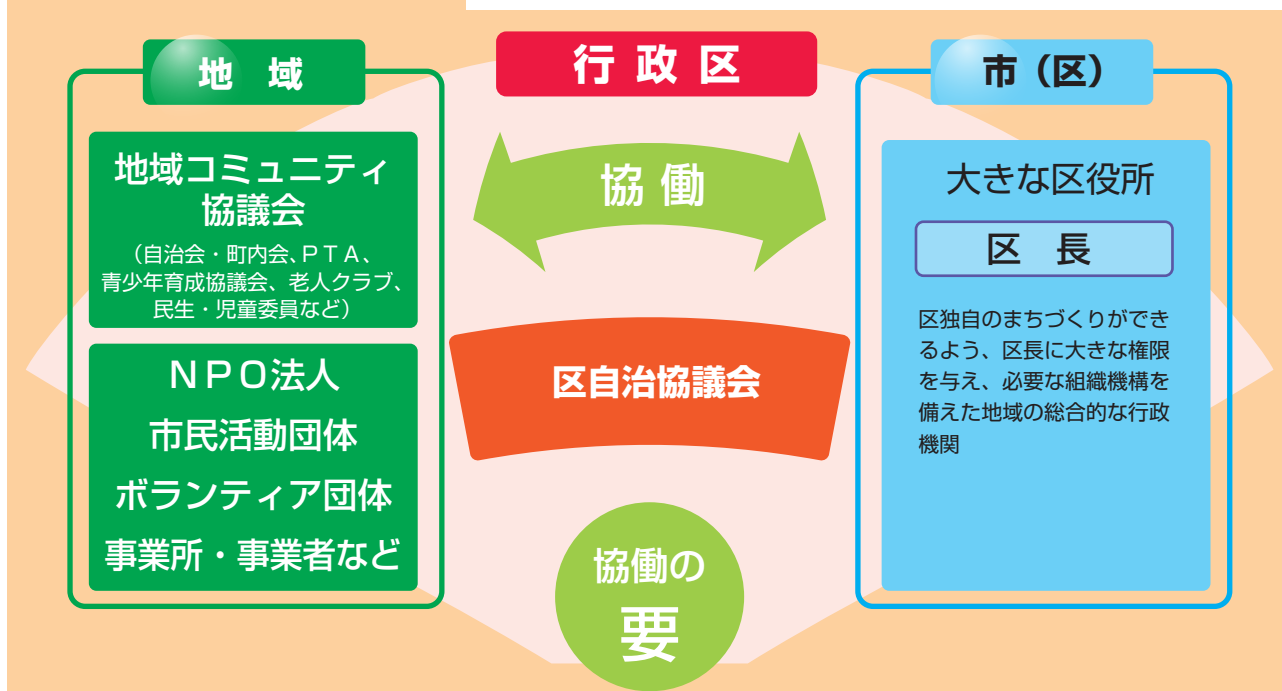 行政区
地域
地域コミュニティ
協議会
（自治会・町内会、ＰＴＡ、
青少年育成協議会、老人クラブ、
民生・児童委員など）
ＮＰＯ法人
市民活動団体
ボランティア団体
事業所・事業者など
協働
区自治協議会
協働の
要
市（区）
大きな区役所
区長
区独自のまちづくりができ
るよう、区長に大きな権限
を与え、必要な組織機構を
備えた地域の総合的な行政
機関